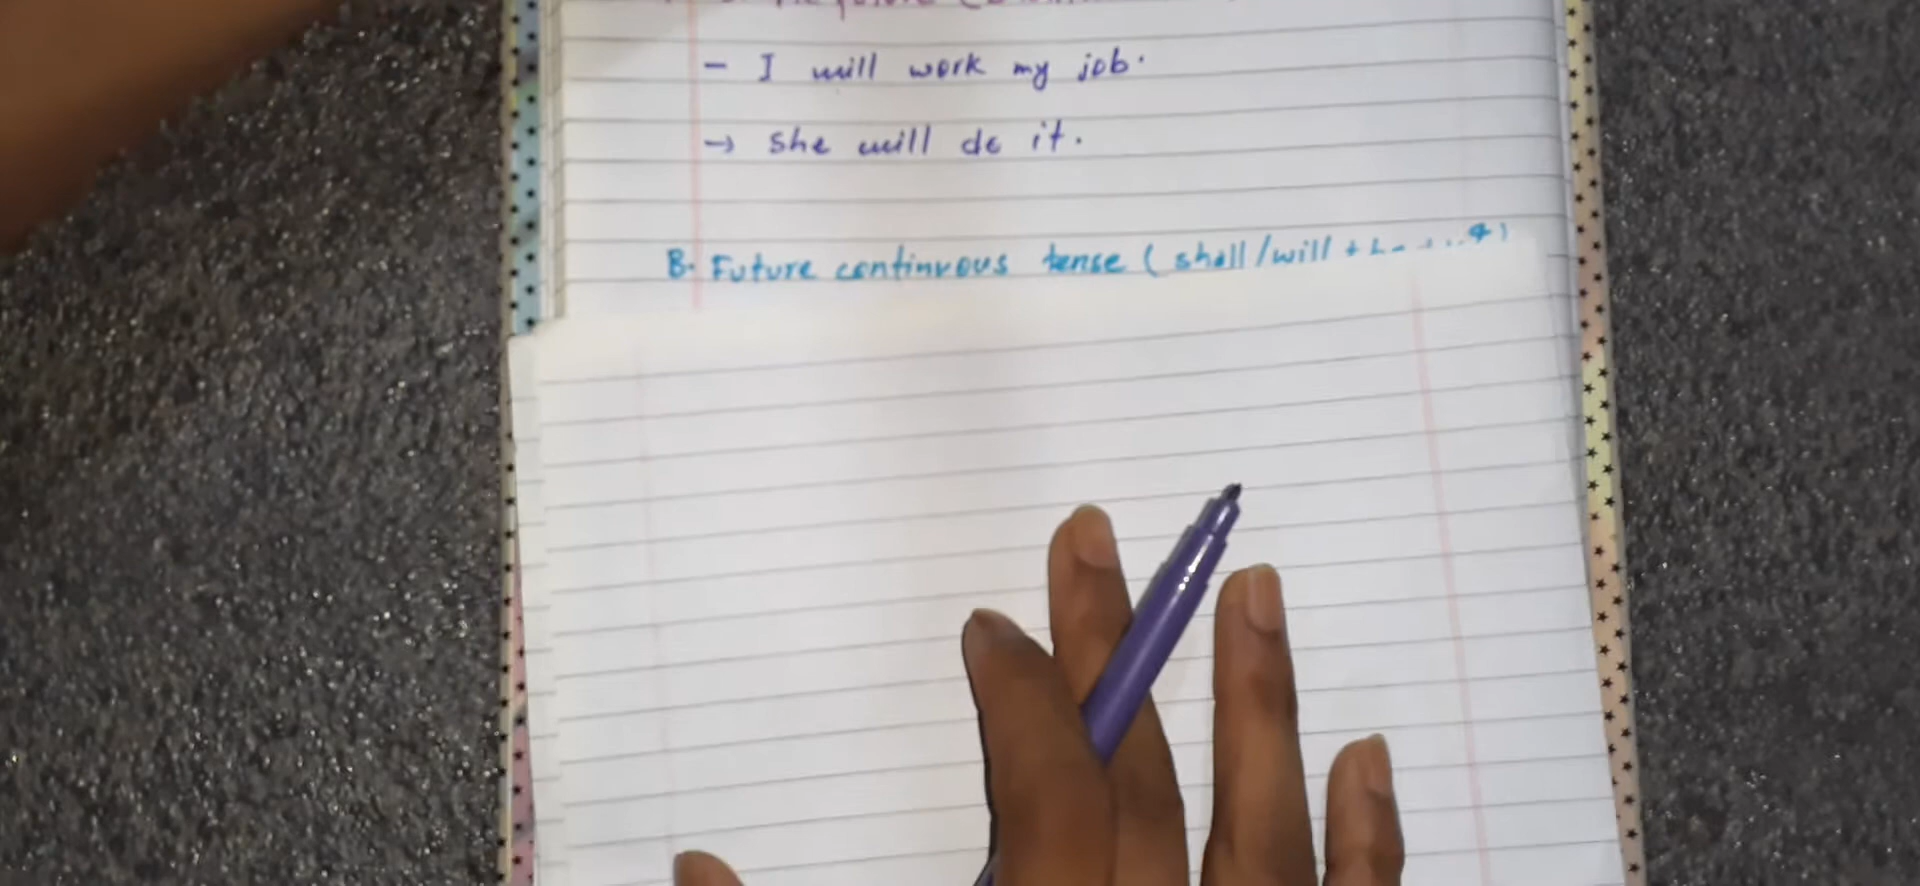 - I will work my job.
→ she will do it.
B. Future continuous tense ( shall/will +